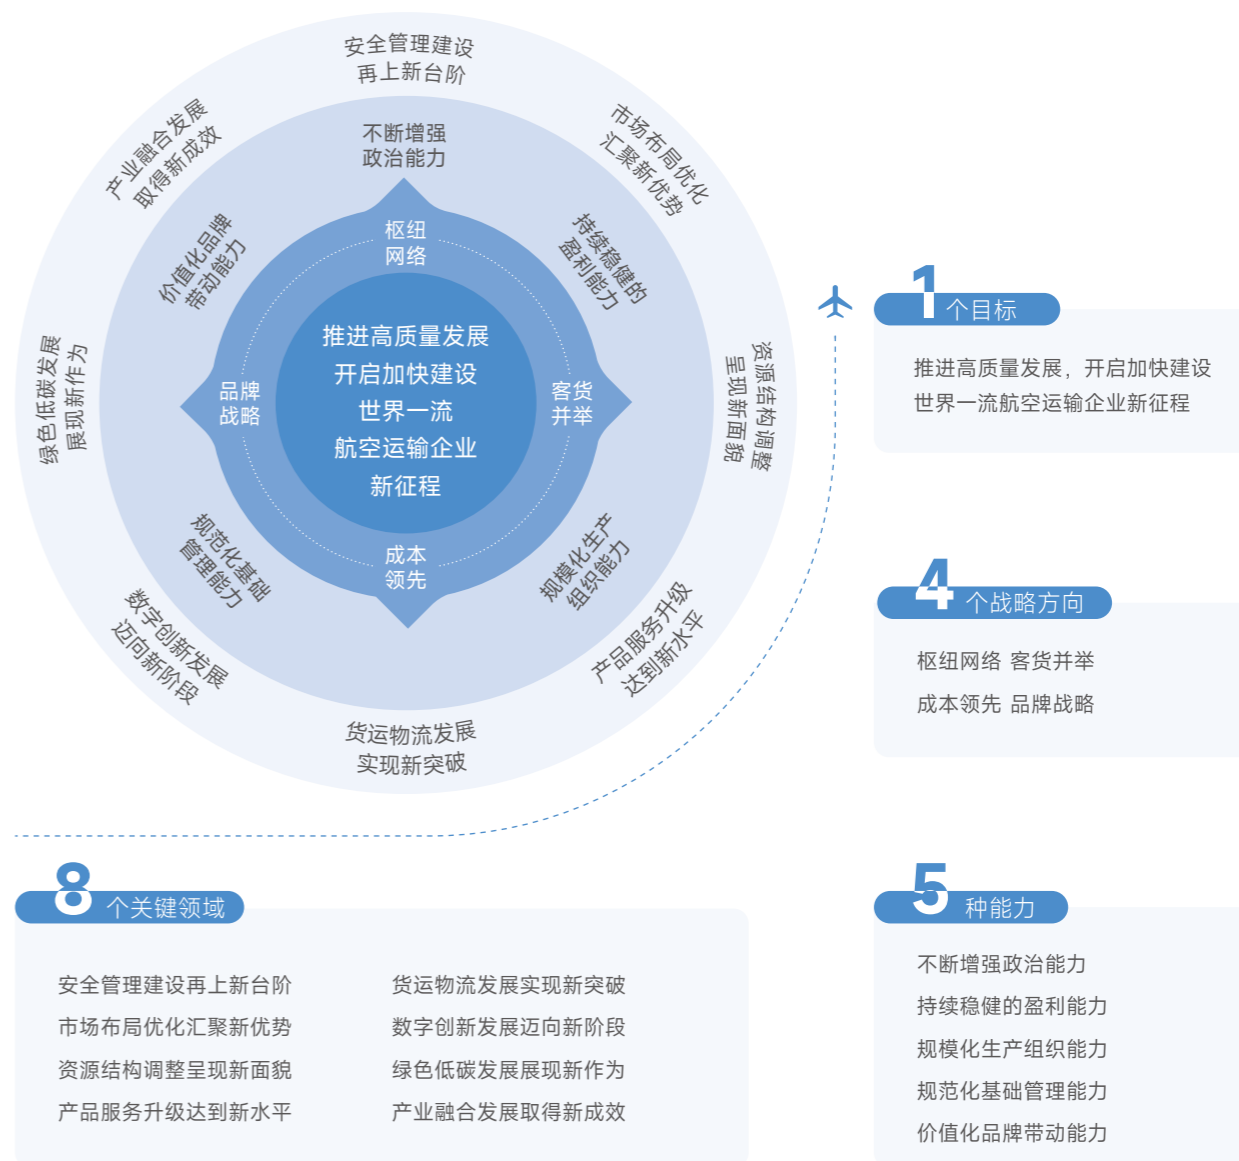 安全管理建设
再上新台阶
市场布局优化
汇聚新优势
资源结构调整
呈现新面貌
产品服务升级
达到新水平
货运物流发展
实现新突破
数字创新发展
迈向新阶段
绿色低碳发展
展现新作为
产业融合发展
取得新成效
不断增强
政治能力
持续稳健的
盈利能力
规模化生产
组织能力
规范化基础
管理能力
价值化品牌
带动能力
枢纽
网络
客货
并举
成本
领先
品牌
战略
推进高质量发展
开启加快建设
世界一流
航空运输企业
新征程
1个目标
推进高质量发展，开启加快建设
世界一流航空运输企业新征程
4个战略方向
枢纽网络 客货并举
成本领先 品牌战略
8个关键领域
安全管理建设再上新台阶
市场布局优化汇聚新优势
资源结构调整呈现新面貌
产品服务升级达到新水平
货运物流发展实现新突破
数字创新发展迈向新阶段
绿色低碳发展展现新作为
产业融合发展取得新成效
5种能力
不断增强政治能力
持续稳健的盈利能力
规模化生产组织能力
规范化基础管理能力
价值化品牌带动能力